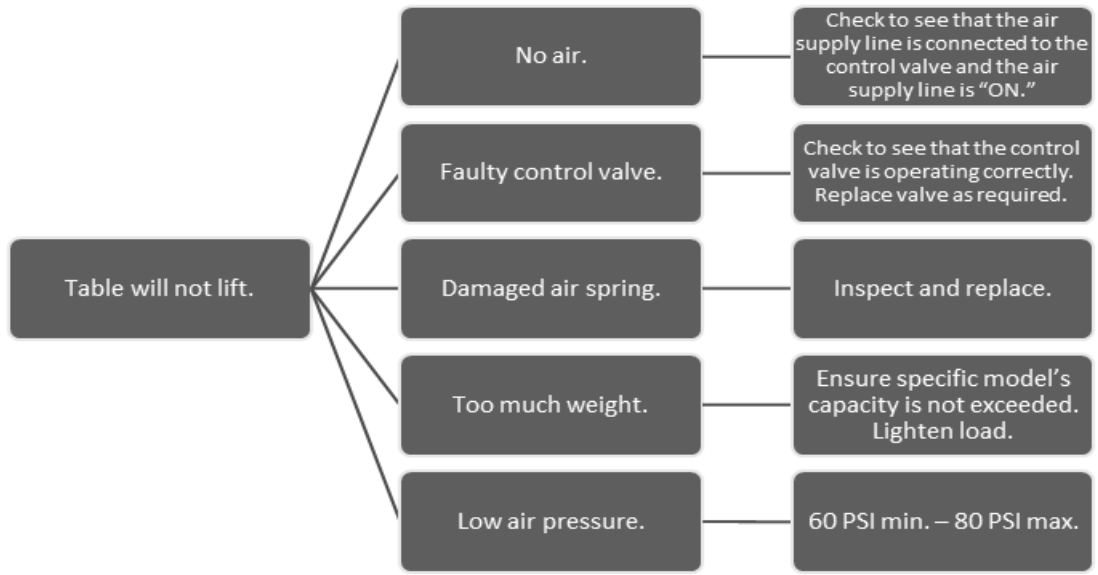 Table will not lift.
No air.
Check to see that the air
supply line is connected to the
control valve and the air
supply line is “ON.”
Faulty control valve.
Check to see that the control
valve is operating correctly.
Replace valve as required.
Damaged air spring.
Inspect and replace.
Too much weight.
Ensure specific model’s
capacity is not exceeded.
Lighten load.
Low air pressure.
60 PSI min. – 80 PSI max.